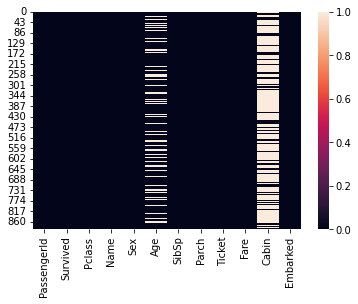 0
43
86
129
172
215
258
301
344
387
430
473
516
559
602
645
688
731
774
817
860
1.0
0.8
0.6
0.4
0.2
0.0
PassengerId
Survived
Pclass
Name
Sex
Age
SibSp
Parch
Ticket
Fare
Cabin
Embarked